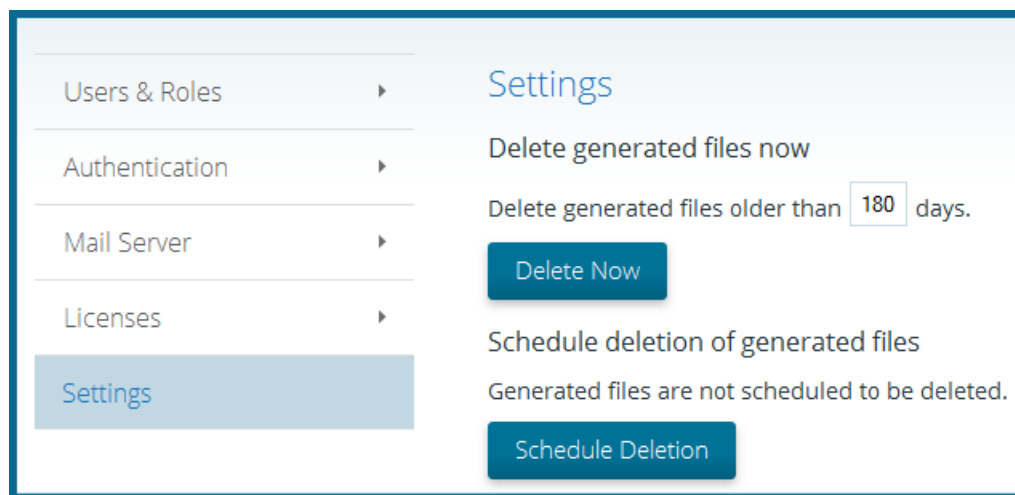 Users & Roles
Authentication
Mail Server
Licenses
Settings
Settings
Delete generated files now
Delete generated files older than 180 days.
Delete Now
Schedule deletion of generated files
Generated files are not scheduled to be deleted.
Schedule Deletion